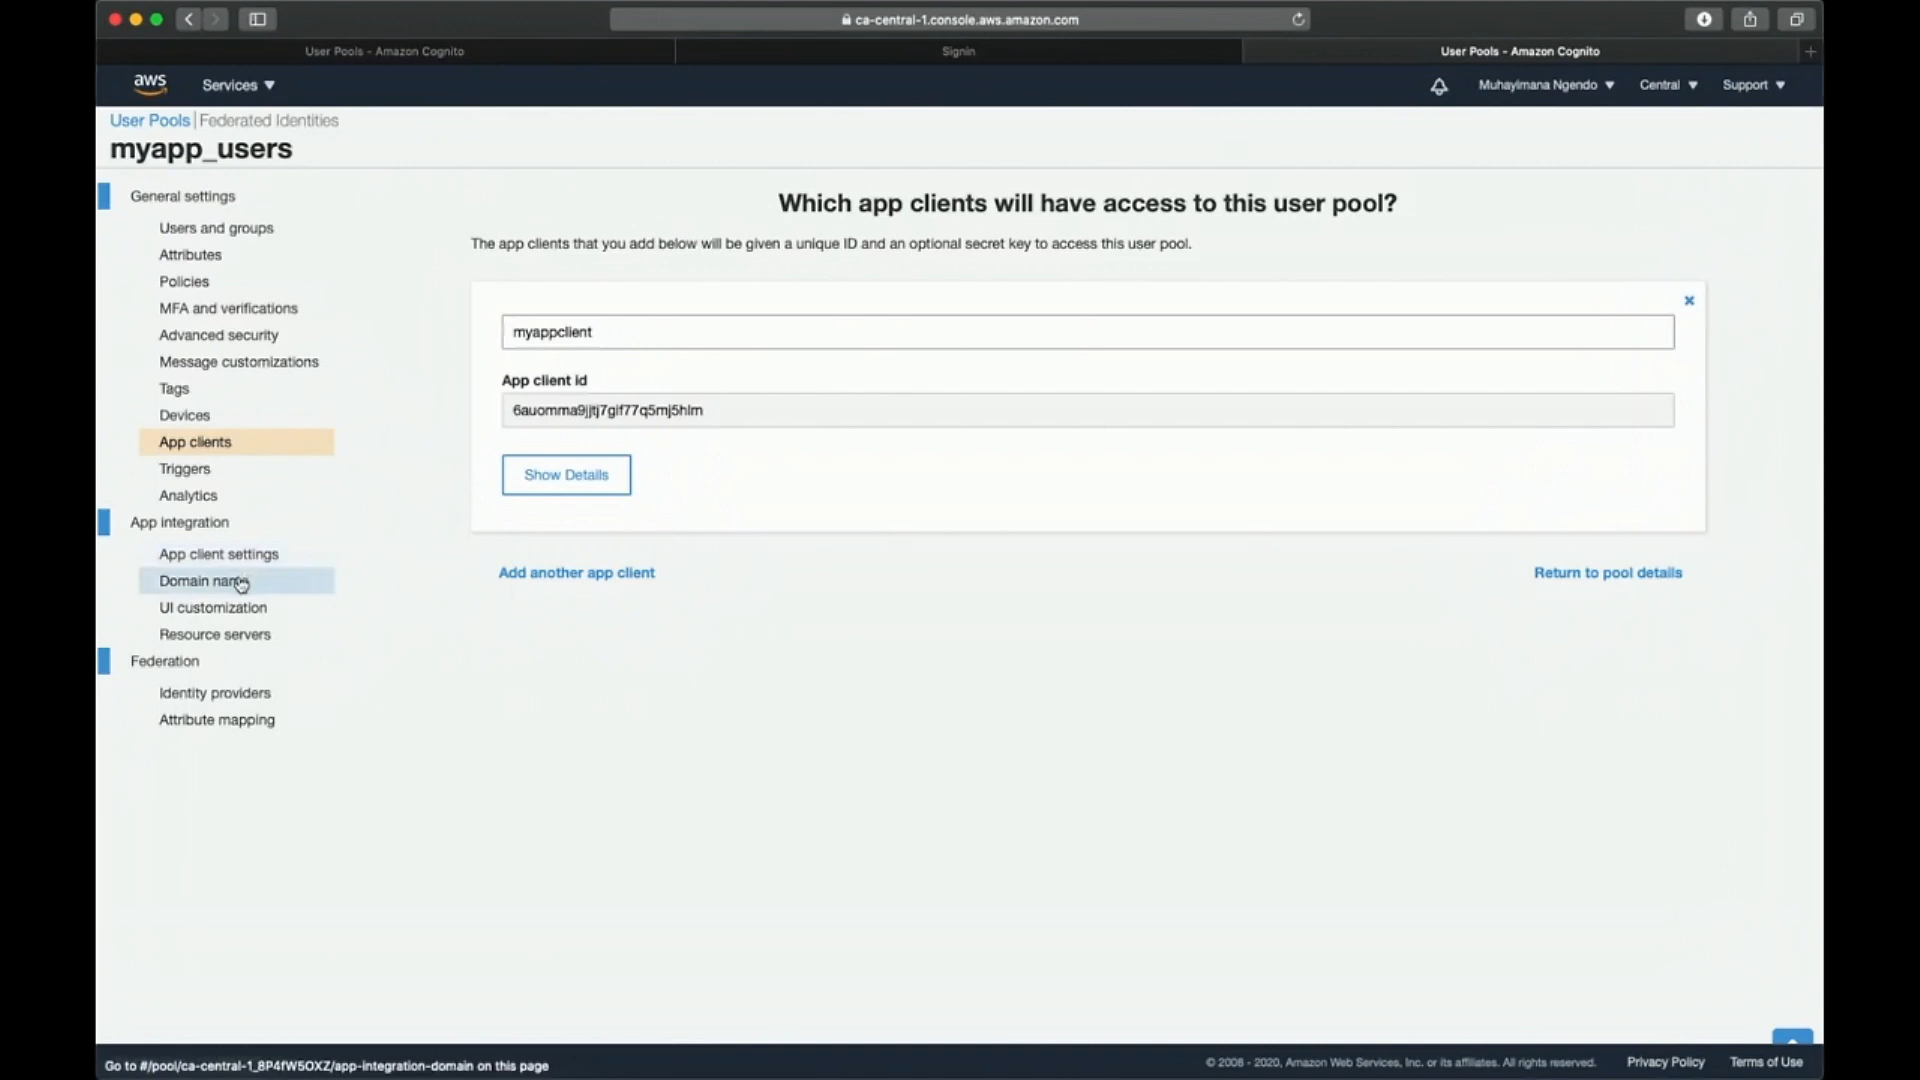 ca-central-1.console.aws.amazon.com
User Pools - Amazon Cognito
Signin
User Pools - Amazon Cognito
aws
Services
Muhayimana Ngendo
Central
Support
User Pools | Federated Identities
myapp_users
General settings
Users and groups
Attributes
Policies
MFA and verifications
Advanced security
Message customizations
Tags
Devices
App clients
Triggers
Analytics
App integration
App client settings
Domain name
UI customization
Resource servers
Federation
Identity providers
Attribute mapping
Which app clients will have access to this user pool?
The app clients that you add below will be given a unique ID and an optional secret key to access this user pool.
myappclient
App client id
Show Details
Add another app client
Return to pool details
Go to #/pool/ca-central-1_8P4fW5OXZ/app-integration-domain on this page
© 2008 - 2020, Amazon Web Services, Inc. or its affiliates. All rights reserved.
Privacy Policy
Terms of Use